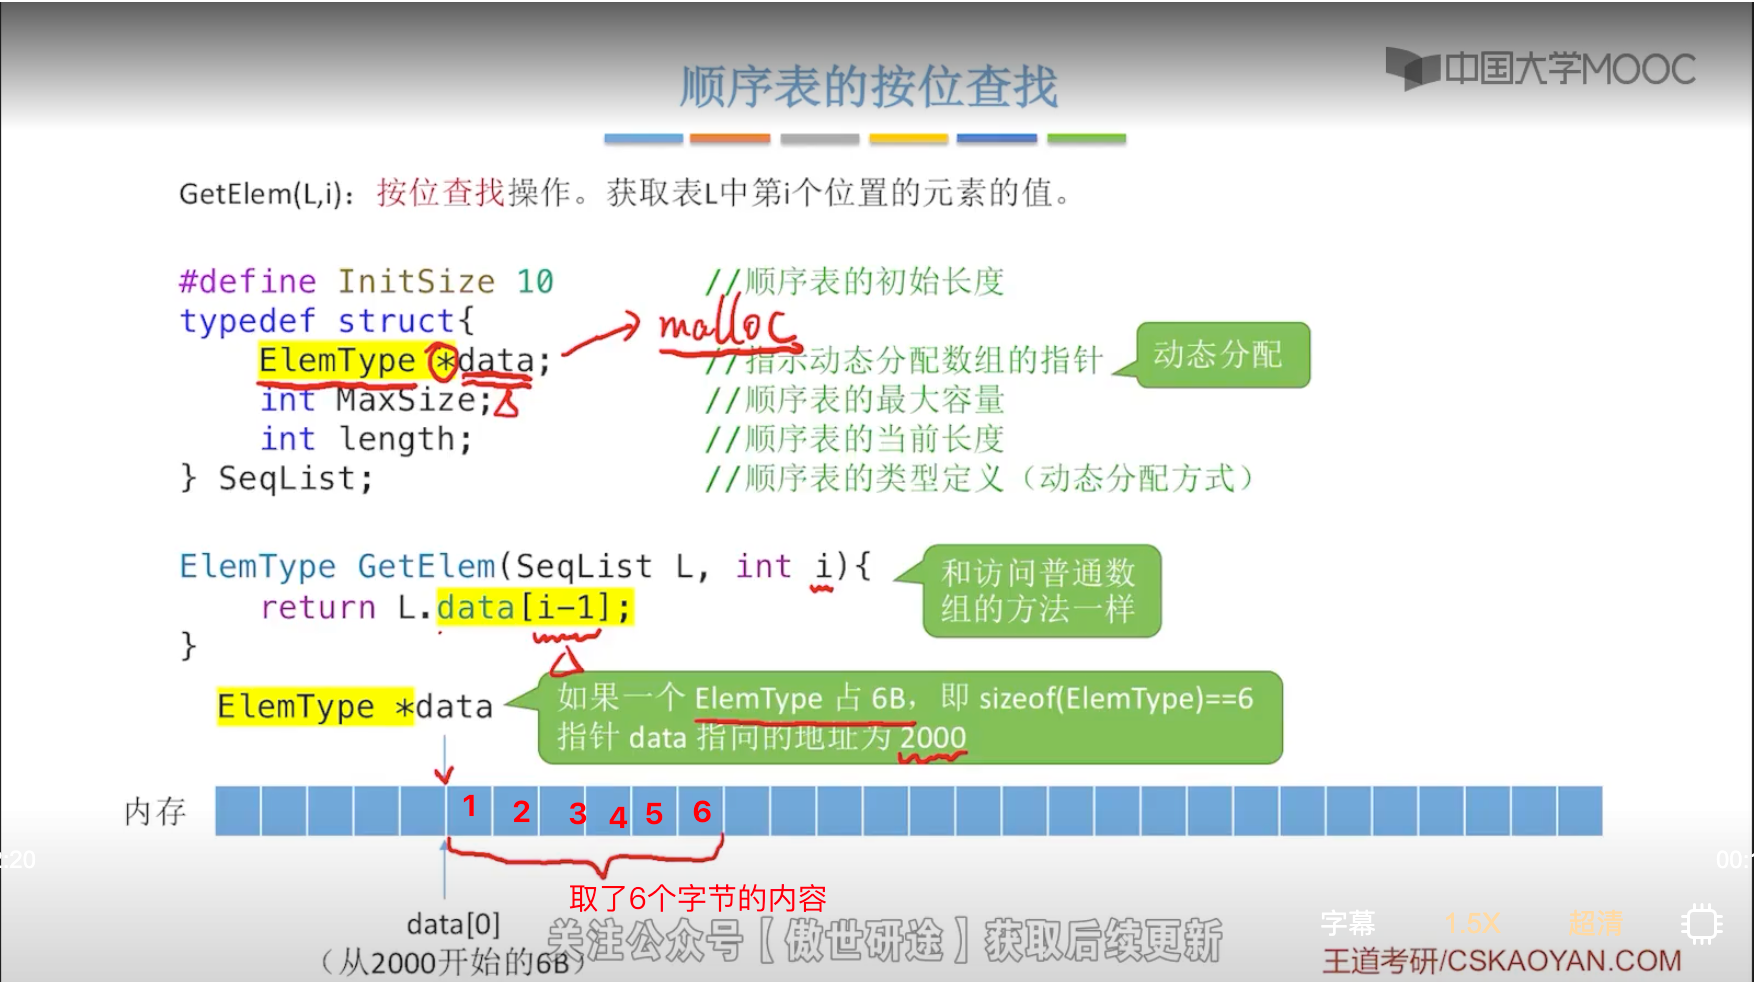 中国大学MOOC
顺序表的按位查找
GetElem(L,i)：按位查找操作。获取表L中第i个位置的元素的值。
#define InitSize 10 //顺序表的初始长度
typedef struct{
malloc
ElemType *data; //指示动态分配数组的指针
动态分配
int MaxSize; //顺序表的最大容量
int length; //顺序表的当前长度
} SeqList; //顺序表的类型定义（动态分配方式）
ElemType GetElem(SeqList L, int i){
return L.data[i-1];
}
和访问普通数
组的方法一样
ElemType *data
如果一个 ElemType 占 6B，即 sizeof(ElemType)==6
指针 data 指向的地址为 2000
内存
1 2 3 4 5 6
:20
00:
取了6个字节的内容
data[0]
（从2000开始的6B）
关注公众号【傲世研途】获取后续更新
字幕 1.5X 超清
王道考研/CSKAOYAN.COM